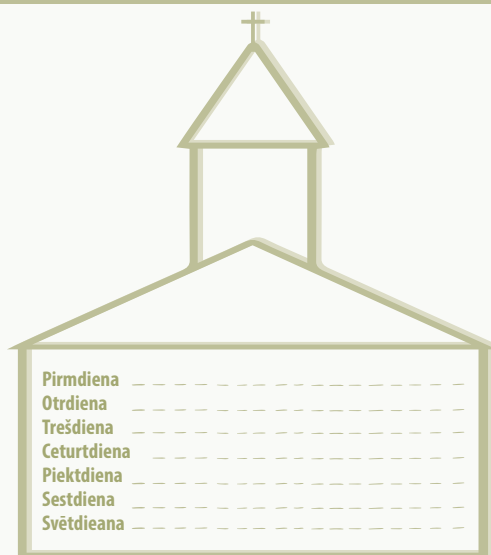 Pirmdiena
Otrdiena
Trešdiena
Ceturtdiena
Piektdiena
Sestdiena
Svētdieana